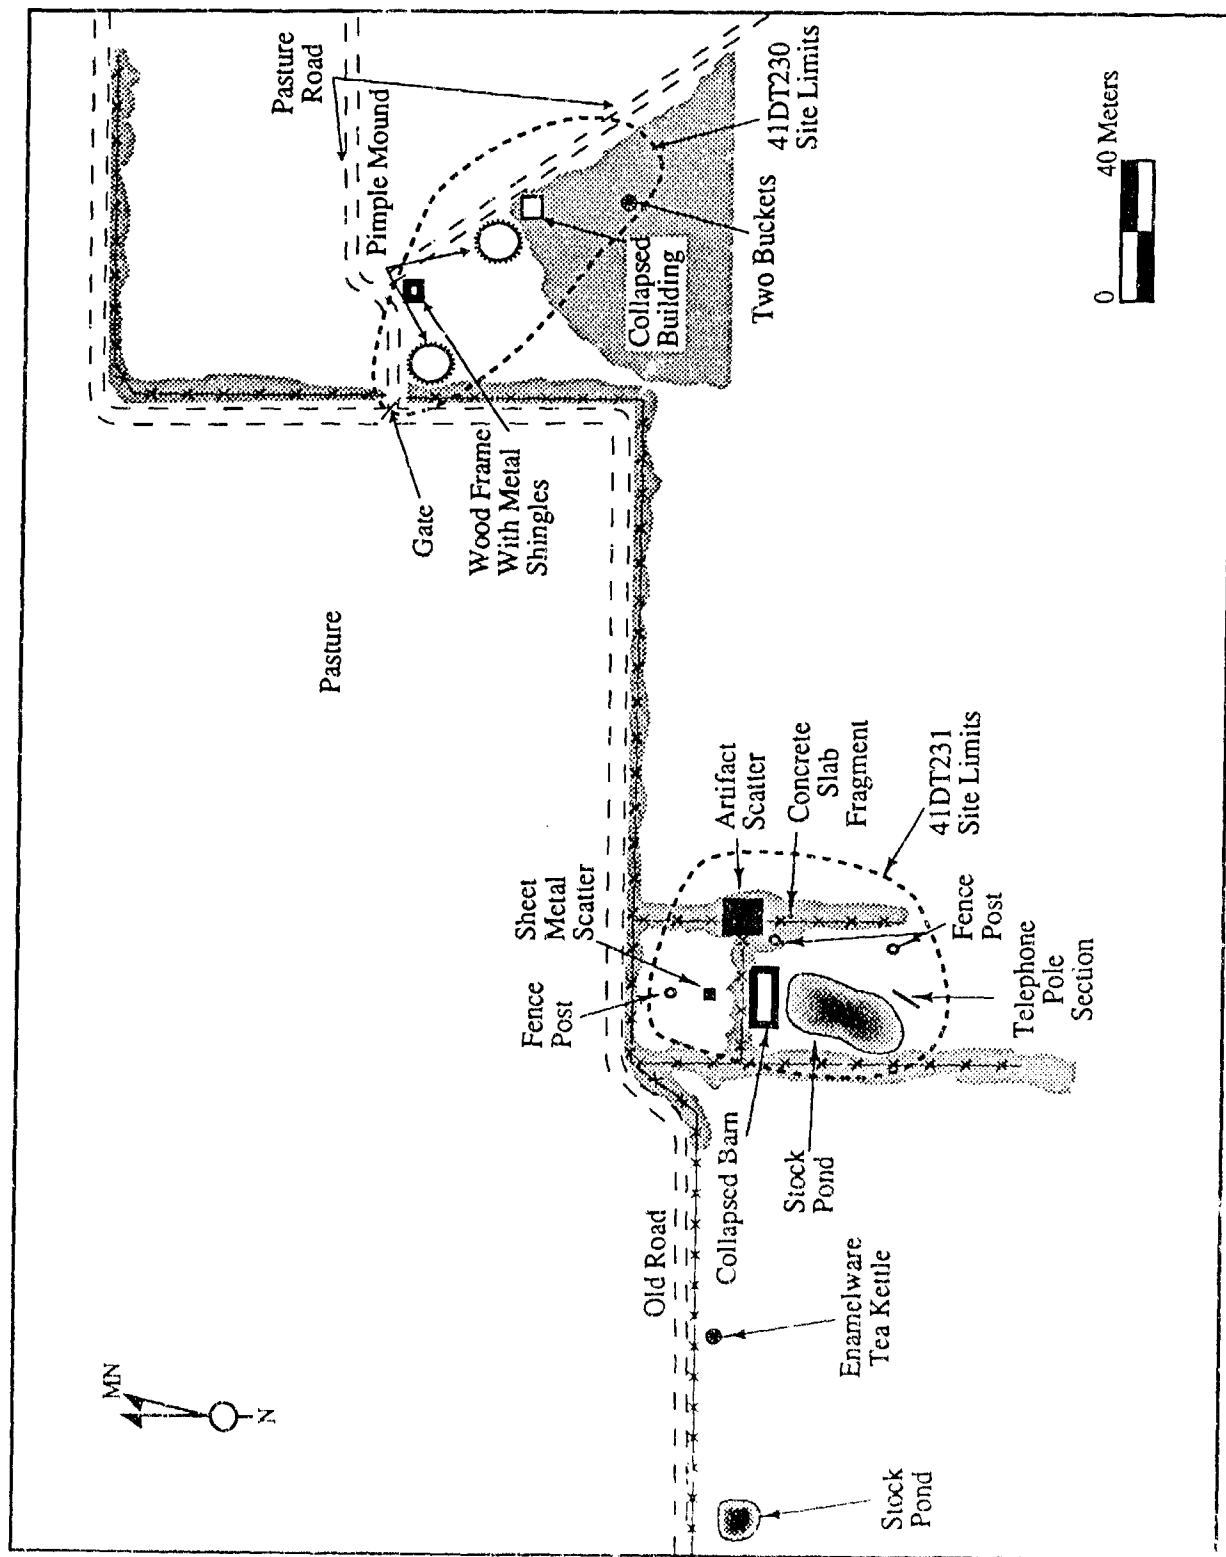 MN
N
Pasture
Pasture
Road
Pimple Mound
Gate
Wood Frame
With Metal
Shingles
Collapsed
Building
Two Buckets
41DT230
Site Limits
Old Road
Fence
Post
Sheet
Metal
Scatter
Artifact
Scatter
Concrete
Slab
Fragment
41DT231
Site Limits
Fence
Post
Telephone
Pole
Section
Collapsed Barn
Stock
Pond
Enamelware
Tea Kettle
Stock
Pond
0 40 Meters